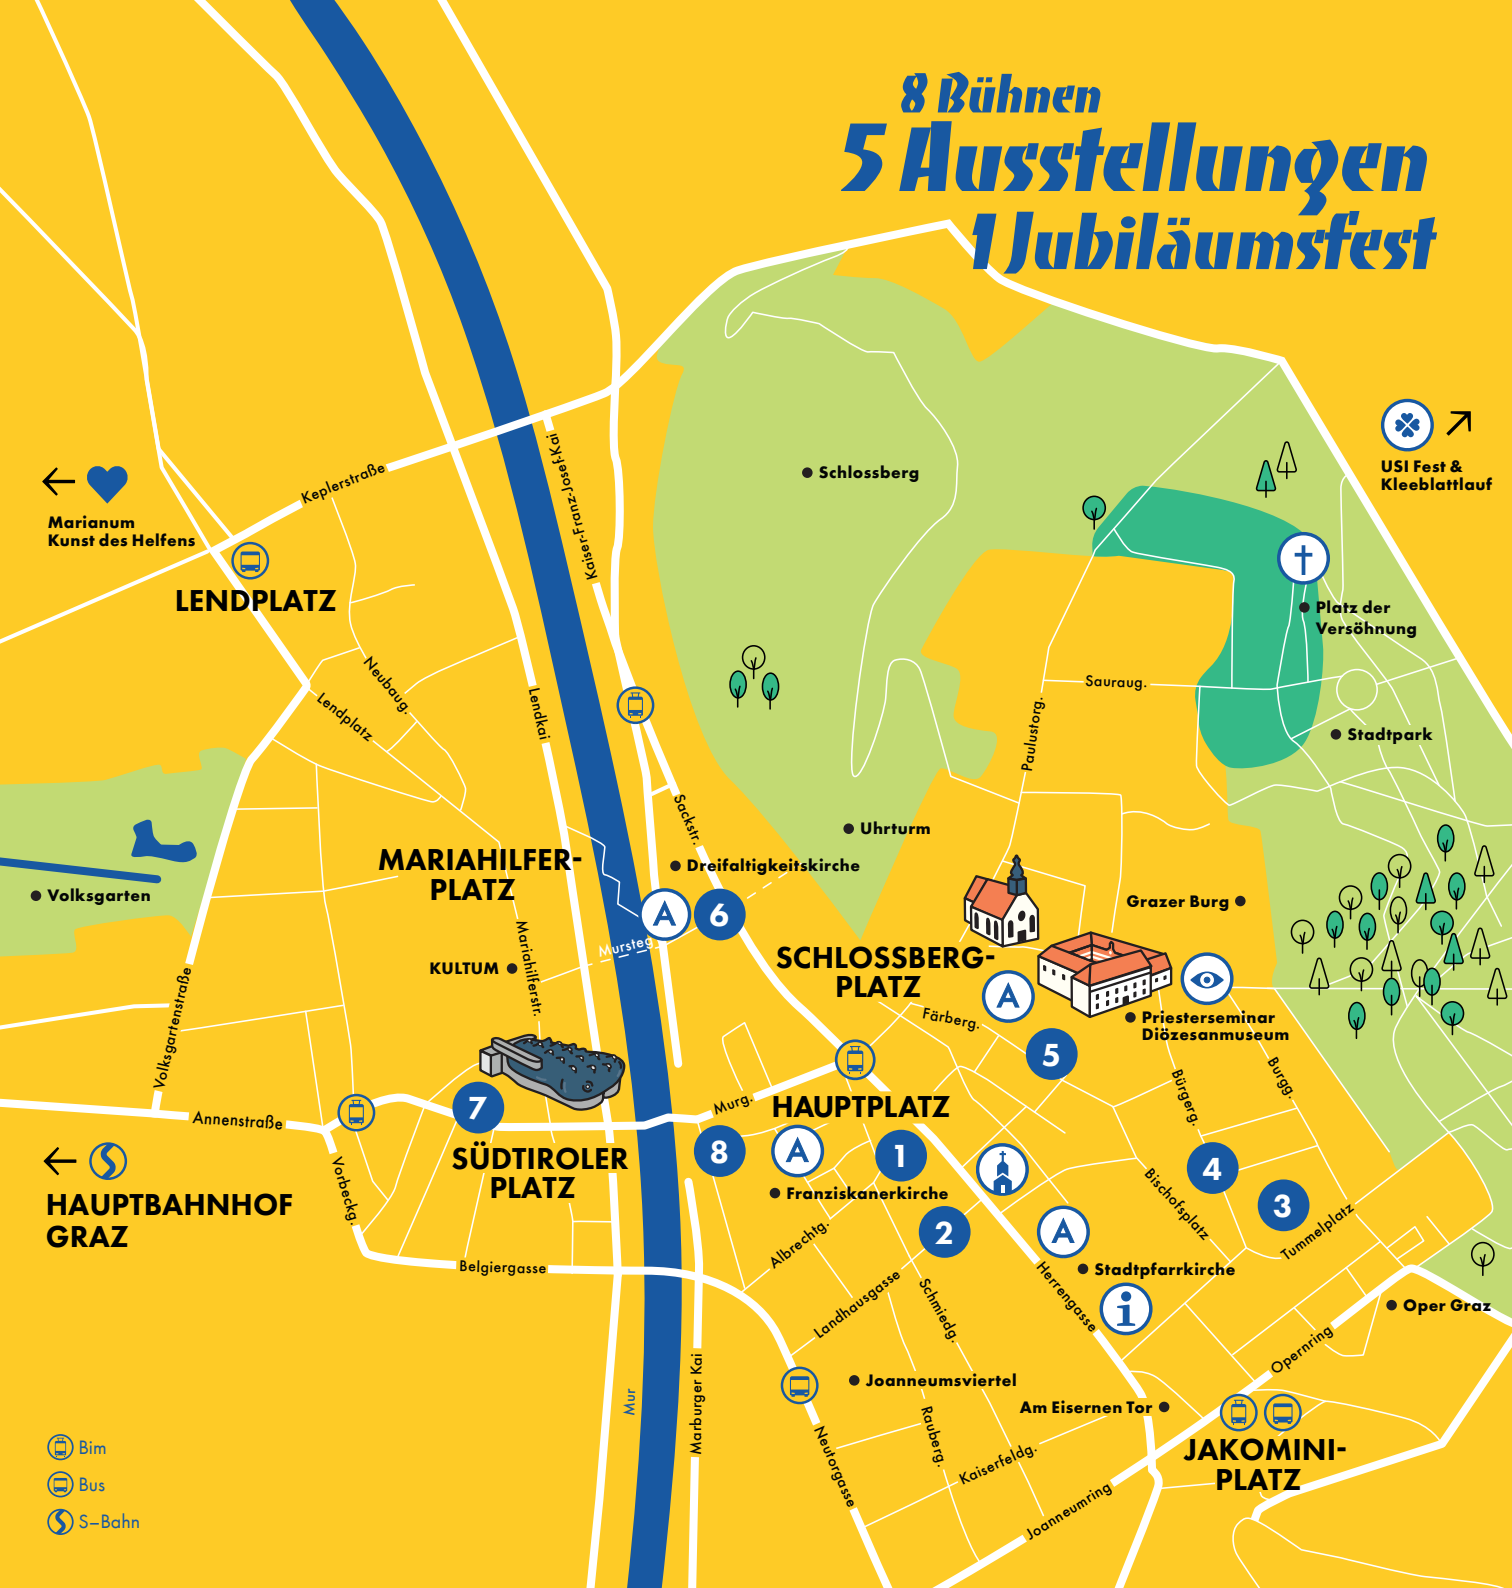 8 Bühnen
5 Ausstellungen
1 Jubiläumsfest
USI Fest &
Kleeblattlauf
Schlossberg
Keplerstraße
Kaiser-Franz-Josef-Kai
Marianum
Kunst des Helfens
LENDPLATZ
Platz der
Versöhnung
Neubaug.
Lendplatz
Lendkai
Sauraug.
Paulustorg.
Stadtpark
Sackstr.
Uhrturm
MARIAHILFER-
PLATZ
Dreifaltigkeitskirche
Volksgarten
Grazer Burg
A
6
Mursteg
Mariahilferstr.
KULTUM
SCHLOSSBERG-
PLATZ
A
Färberg.
Priesterseminar
Diözesanmuseum
Volksgartenstraße
5
Bürgerg.
Burgg.
7
Murg.
HAUPTPLATZ
Annenstraße
SÜDTIROLER
PLATZ
8
A
1
4
3
Franziskanerkirche
HAUPTBAHNHOF
GRAZ
Vorbeckg.
Bischofsplatz
Tummelplatz
2
A
Albrechtg.
Belgiergasse
Herrengasse
Stadtpfarrkirche
i
Landhausgasse
Schmiedg.
Oper Graz
Opernring
Mur
Marburger Kai
Joanneumsviertel
Am Eisernen Tor
Neutorgasse
Rauberg.
Kaiserfeldg.
JAKOMINI-
PLATZ
Joanneumring
Bim
Bus
S–Bahn